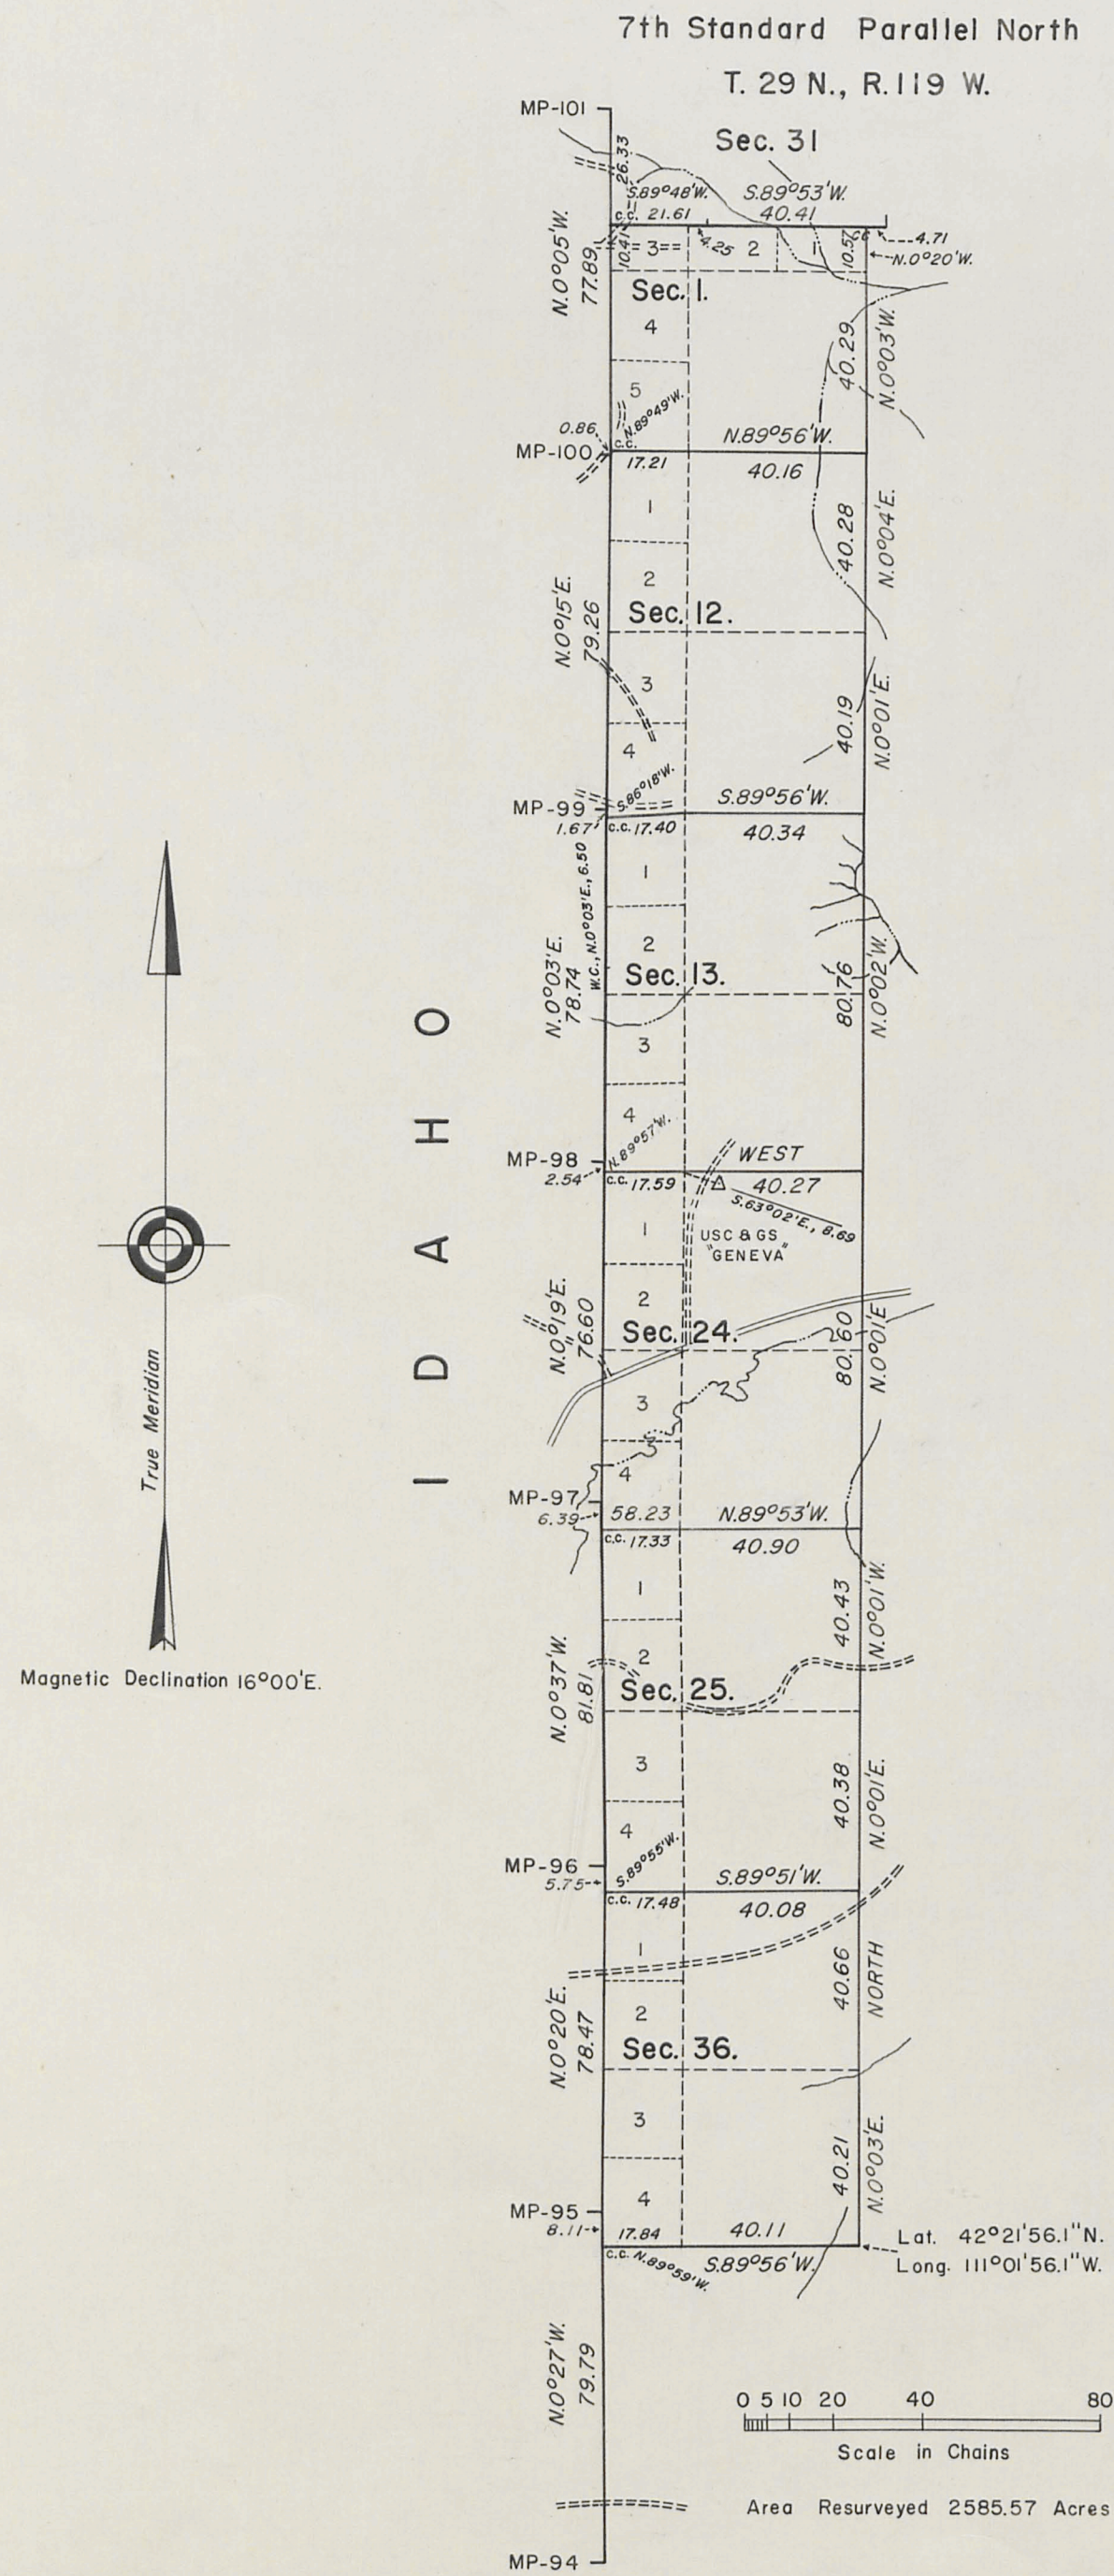 7th Standard Parallel North
T. 29 N., R. 119 W.
MP-101
Sec. 31
26.33
S.89°48'W.
S.89°53'W.
C.C. 21.61
40.41
N.0°05'W.
77.89
10.41
3
4.25
2
1
10.57
CC
4.71
N.0°20'W.
Sec. 1.
4
40.29
N.0°03'W.
5
N.89°49'W.
0.86
C.C.
MP-100
N.89°56'W.
17.21
40.16
1
40.28
N.0°04'E.
2
N.0°15'E.
79.26
Sec. 12.
3
40.19
N.0°01'E.
4
S.86°18'W.
S.89°56'W.
MP-99
1.67
C.C. 17.40
40.34
1
W.C., N.0°03'E., 6.50
2
N.0°03'E.
78.74
Sec. 13.
80.76
N.0°02'W.
3
4
N.89°57'W.
MP-98
WEST
2.54
C.C. 17.59
40.27
S.63°02'E., 8.69
1
USC & GS
"GENEVA"
2
N.0°19'E.
76.60
Sec. 24.
80.60
N.0°01'E
3
4
MP-97
6.39
58.23
N.89°53'W.
C.C. 17.33
40.90
1
40.43
N.0°01'W.
2
N.0°37'W.
81.81
Sec. 25.
3
40.38
N.0°01'E.
4
S.89°55'W.
MP-96
5.75
S.89°51'W.
C.C. 17.48
40.08
1
40.66
NORTH
2
N.0°20'E.
78.47
Sec. 36.
3
40.21
N.0°03'E.
4
MP-95
8.11
17.84
40.11
C.C. N.89°59'W.
S.89°56'W.
Lat. 42°21'56.1"N.
Long. 111°01'56.1"W.
N.0°27'W.
79.79
MP-94
IDAHO
True Meridian
Magnetic Declination 16°00'E.
0 5 10 20 40 80
Scale in Chains
Area Resurveyed 2585.57 Acres